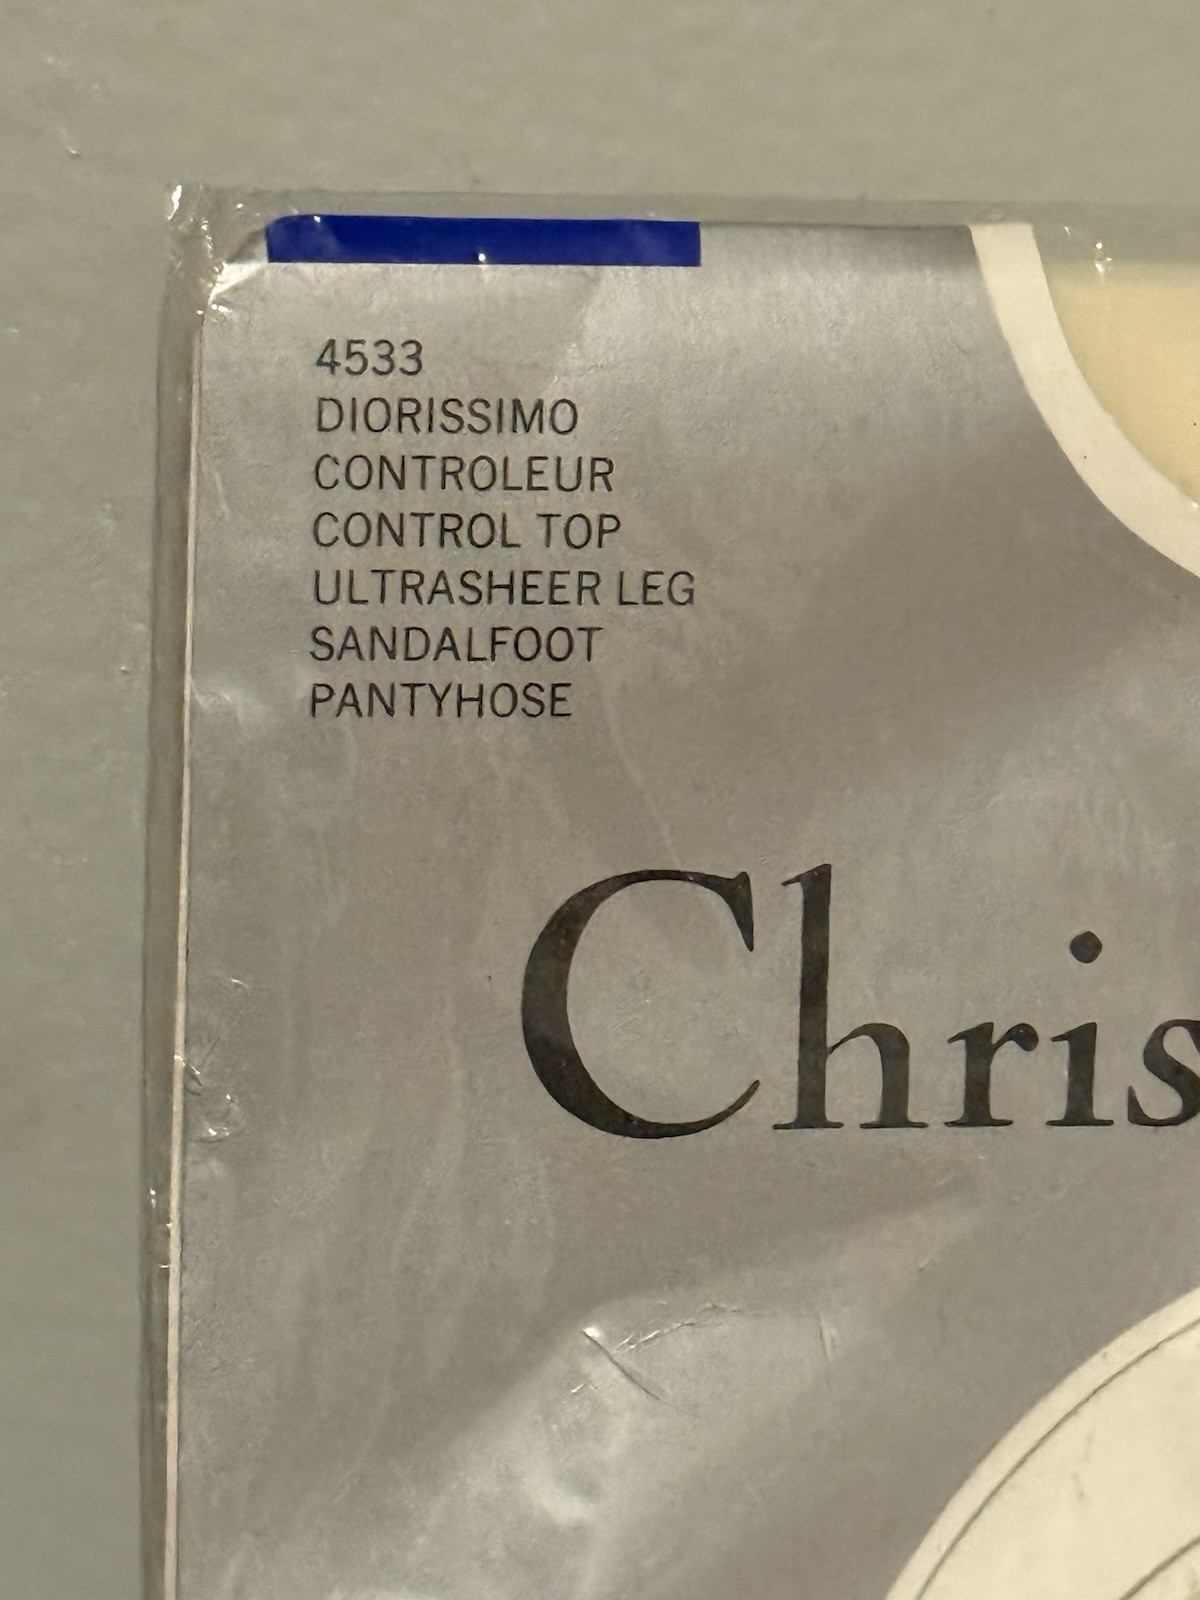 4533
DIORISSIMO
CONTROLEUR
CONTROL TOP
ULTRASHEER LEG
SANDALFOOT
PANTYHOSE
Chris